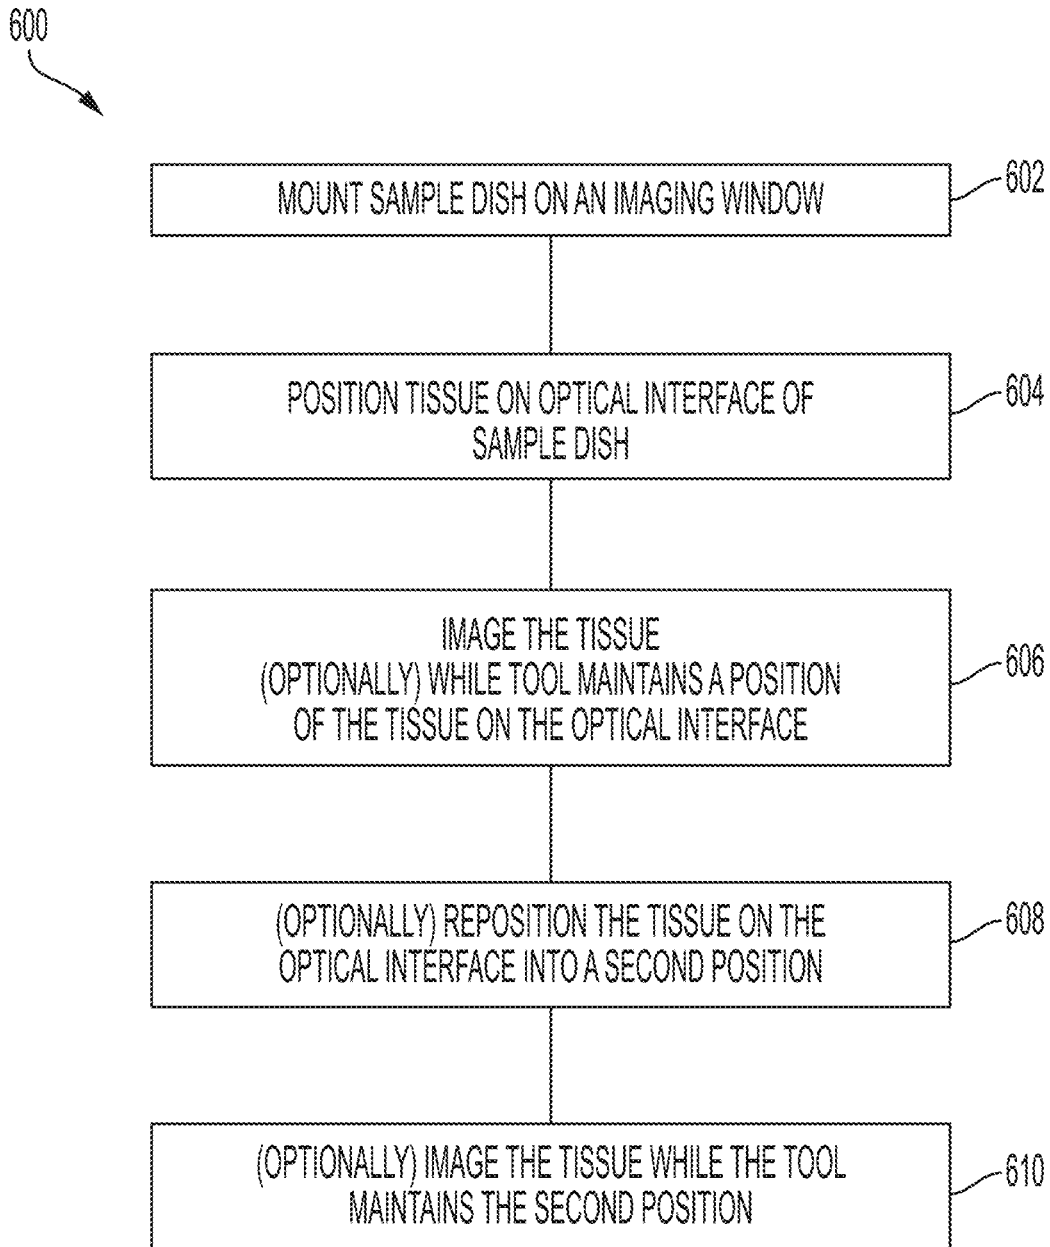 600
MOUNT SAMPLE DISH ON AN IMAGING WINDOW
602
POSITION TISSUE ON OPTICAL INTERFACE OF
SAMPLE DISH
604
IMAGE THE TISSUE
(OPTIONALLY) WHILE TOOL MAINTAINS A POSITION
OF THE TISSUE ON THE OPTICAL INTERFACE
606
(OPTIONALLY) REPOSITION THE TISSUE ON THE
OPTICAL INTERFACE INTO A SECOND POSITION
608
(OPTIONALLY) IMAGE THE TISSUE WHILE THE TOOL
MAINTAINS THE SECOND POSITION
610